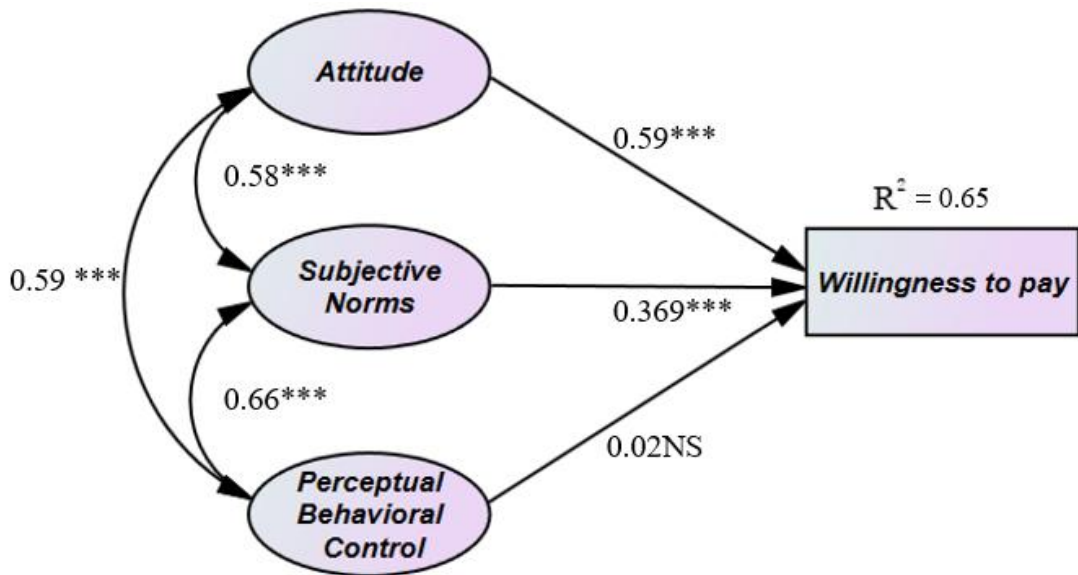 Attitude
0.59***
0.58***
R² = 0.65
0.59 ***
Subjective
Norms
Willingness to pay
0.369***
0.66***
0.02NS
Perceptual
Behavioral
Control